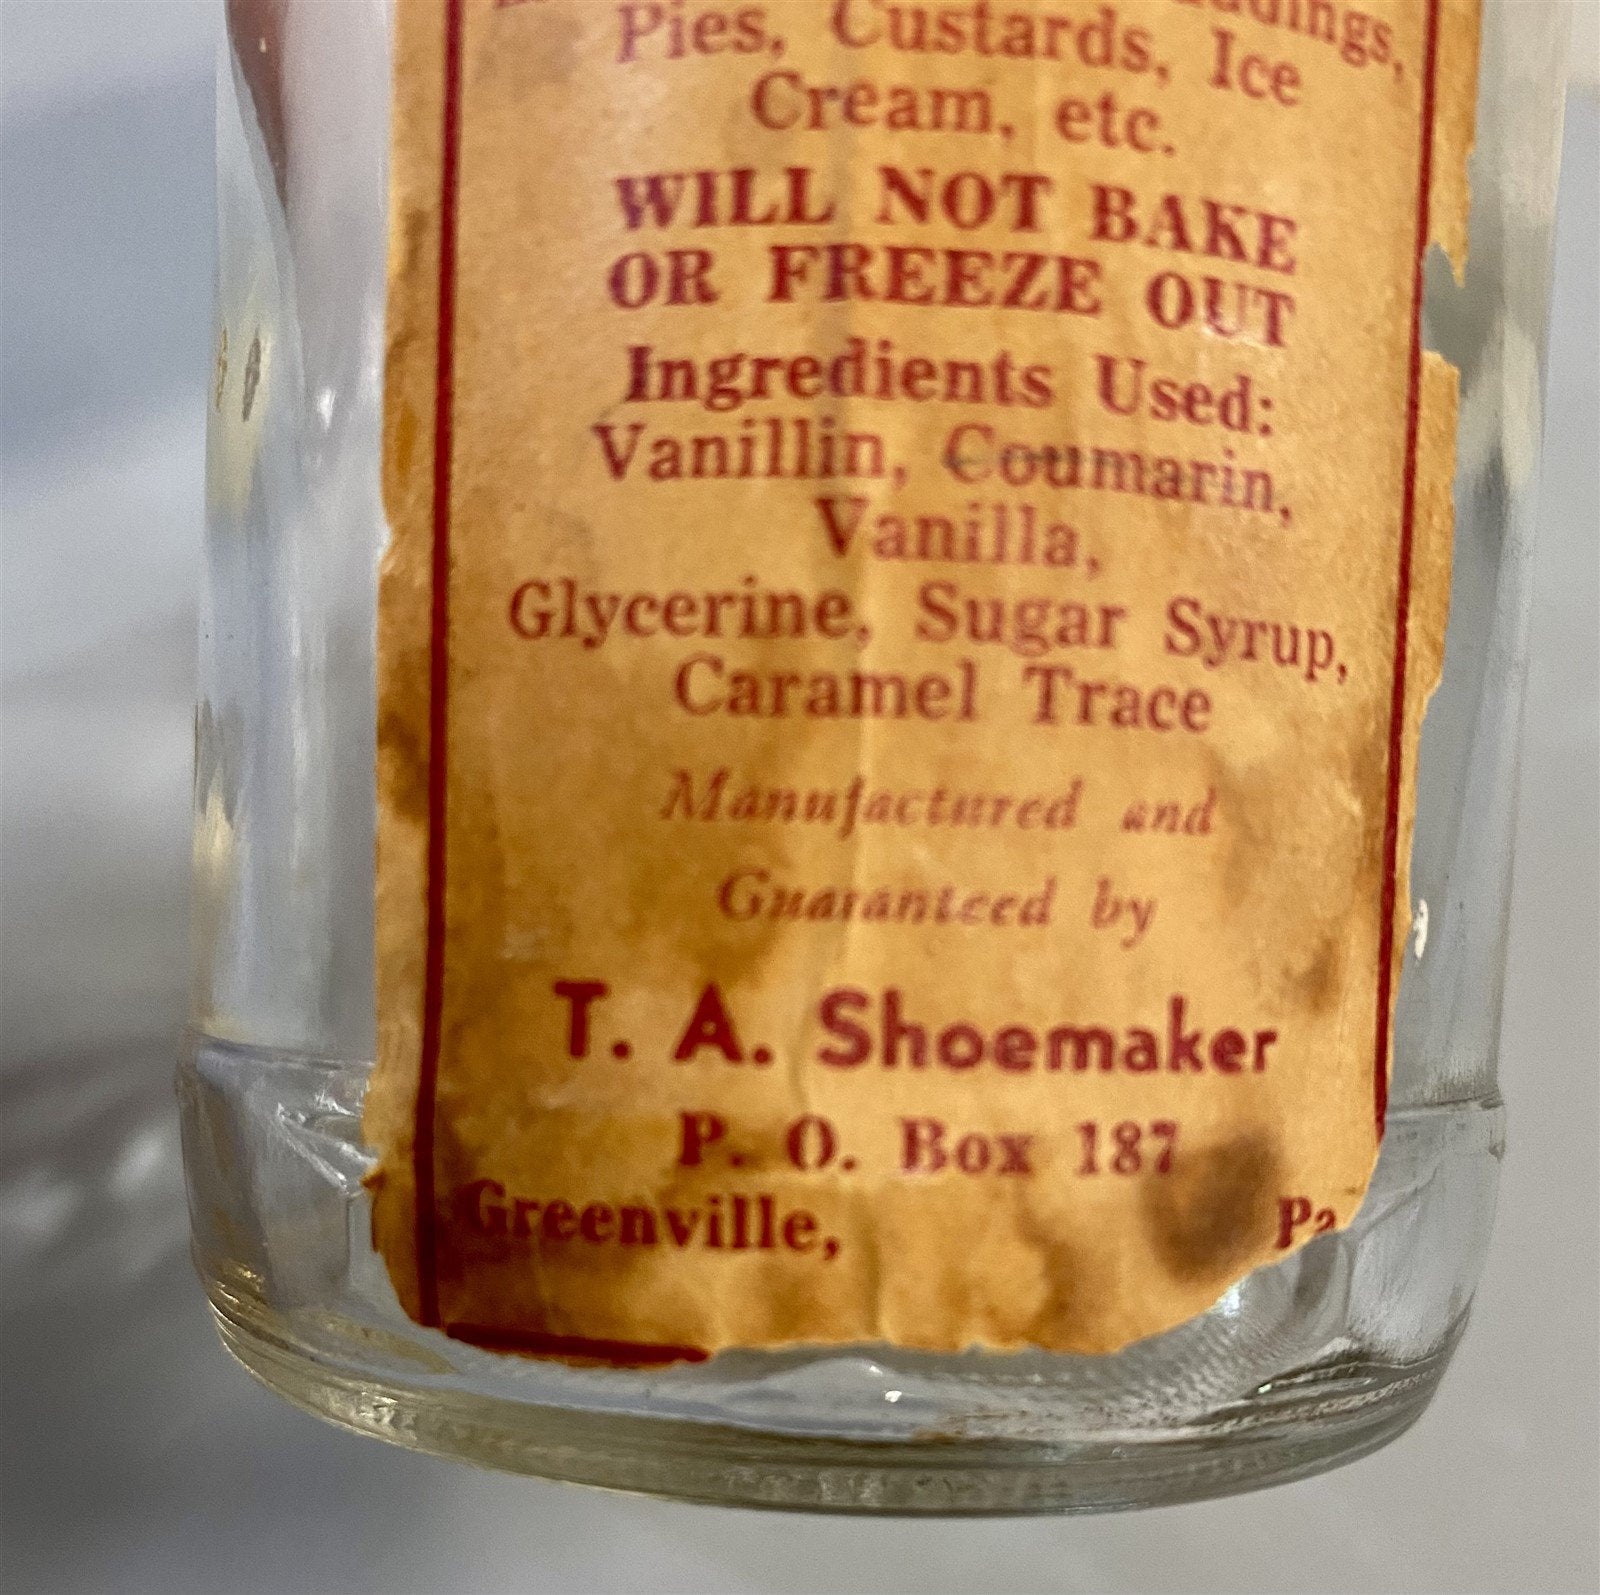 Pies, Custards, Ice
Cream, etc.
WILL NOT BAKE
OR FREEZE OUT
Ingredients Used:
Vanillin, Coumarin,
Vanilla,
Glycerine, Sugar Syrup,
Caramel Trace
Manufactured and
Guaranteed by
T. A. Shoemaker
P. O. Box 187
Greenville, Pa